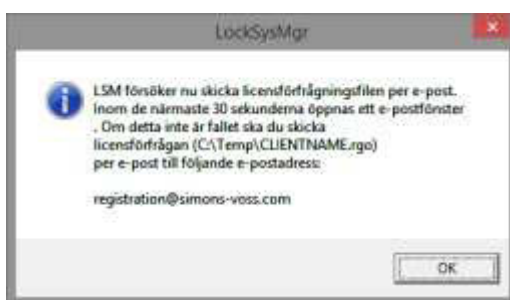 LockSysMgr
LSM försöker nu skicka licensförfrågningsfilen per e-post.
Inom de närmaste 30 sekunderna öppnas ett e-postfönster
. Om detta inte är fallet ska du skicka
licensförfrågan (C:\Temp\CLIENTNAME.rgo)
per e-post till följande e-postadress:
registration@simons-voss.com
OK